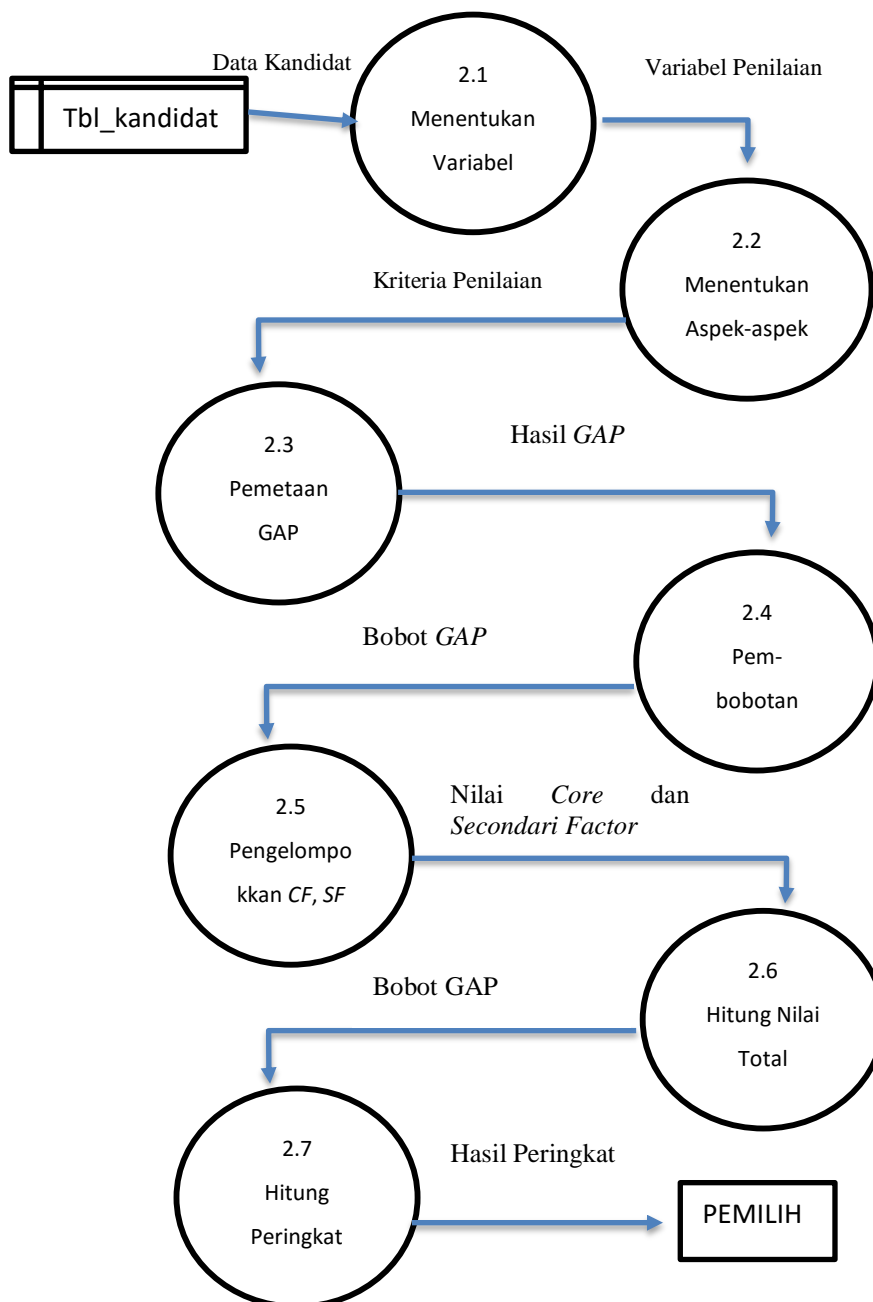 Data Kandidat
Tbl_kandidat
2.1
Menentukan
Variabel
Variabel Penilaian
2.2
Menentukan
Aspek-aspek
Kriteria Penilaian
2.3
Pemetaan
GAP
Hasil GAP
2.4
Pem-
bobotan
Bobot GAP
2.5
Pengelompo
kkan CF, SF
Nilai Core dan
Secondari Factor
2.6
Hitung Nilai
Total
Bobot GAP
2.7
Hitung
Peringkat
Hasil Peringkat
PEMILIH